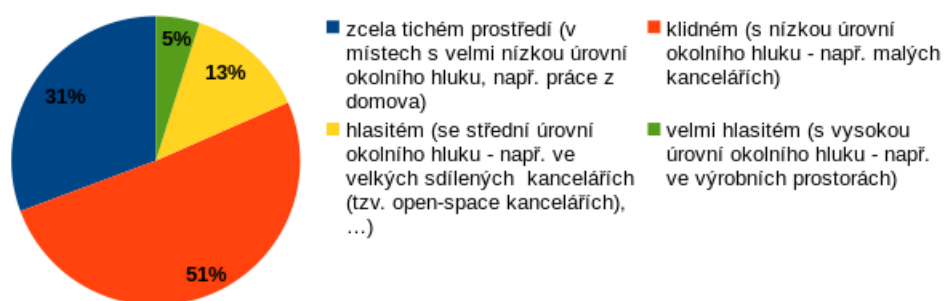 5%
13%
31%
51%
zcela tichém prostředí (v
místech s velmi nízkou úrovní
okolního hluku, např. práce z
domova)
klidném (s nízkou úrovní
okolního hluku - např. malých
kancelářích)
hlasitém (se střední úrovní
okolního hluku - např. ve
velkých sdílených kancelářích
(tzv. open-space kancelářích),
…)
velmi hlasitém (s vysokou
úrovní okolního hluku - např.
ve výrobních prostorách)